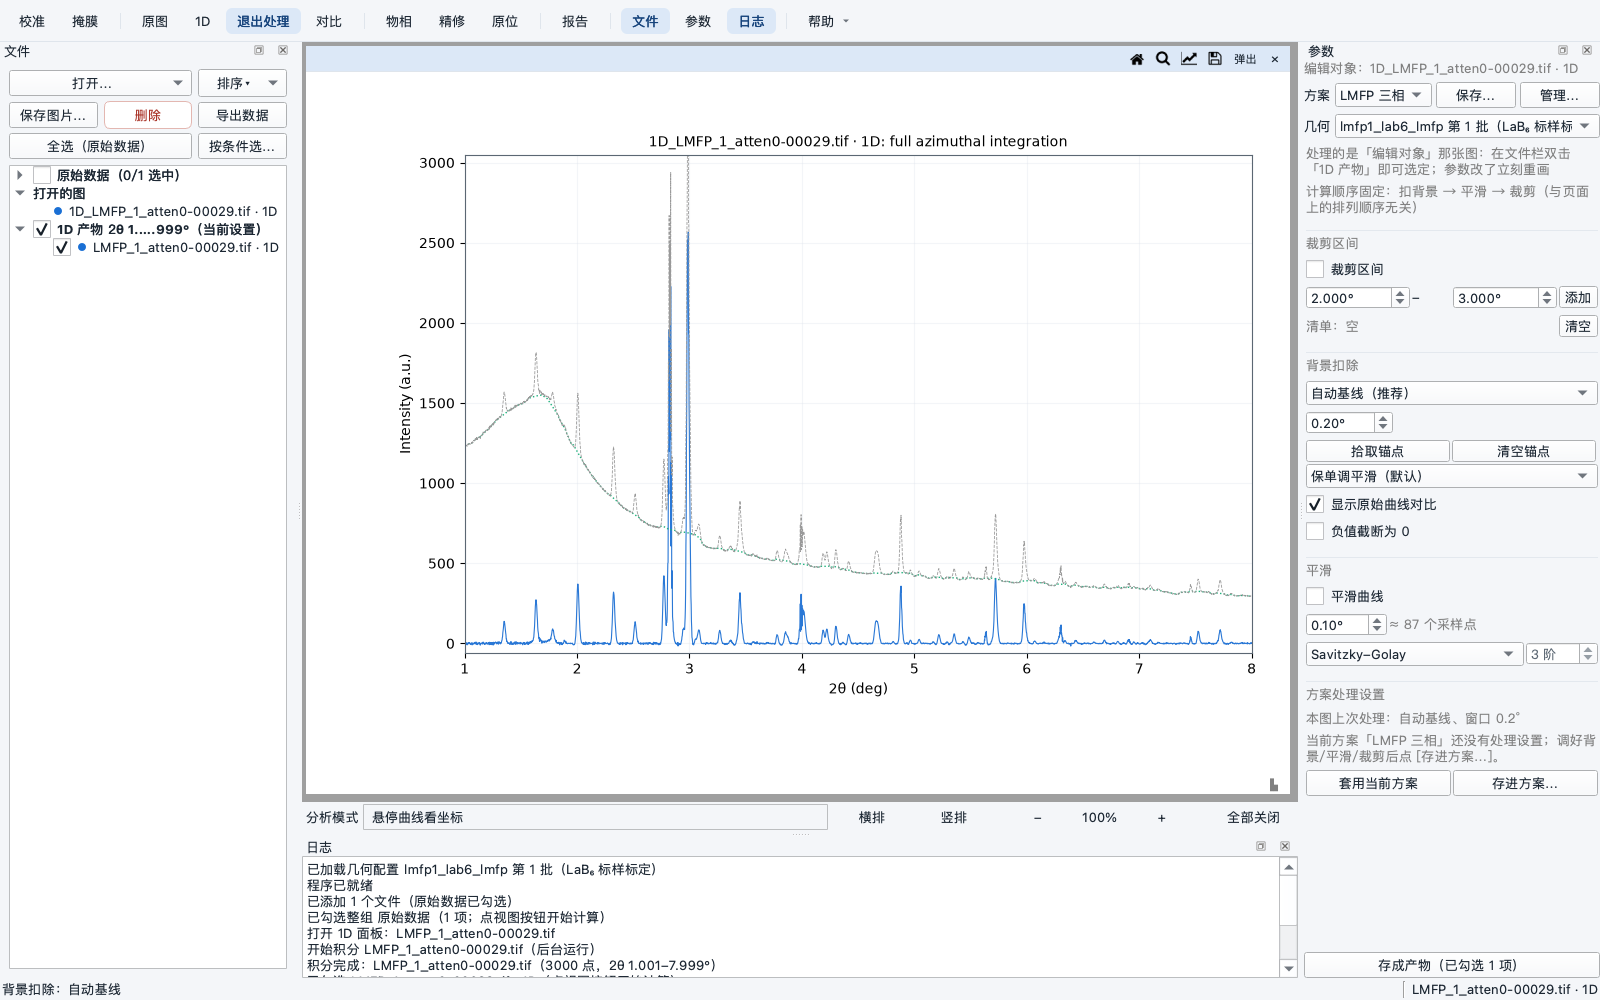 校准 掩膜 原图 1D 退出处理 对比 物相 精修 原位 报告 文件 参数 日志 帮助
文件
打开... 排序
保存图片... 删除 导出数据
全选（原始数据） 按条件选...
原始数据（0/1 选中）
打开的图
1D_LMFP_1_atten0-00029.tif · 1D
1D 产物 2θ 1.....999°（当前设置）
LMFP_1_atten0-00029.tif · 1D
弹出 ×
1D_LMFP_1_atten0-00029.tif · 1D: full azimuthal integration
Intensity (a.u.)
3000
2500
2000
1500
1000
500
0
1 2 3 4 5 6 7 8
2θ (deg)
分析模式 悬停曲线看坐标 横排 竖排 − 100% + 全部关闭
日志
已加载几何配置 lmfp1_lab6_lmfp 第 1 批（LaB₆ 标样标定）
程序已就绪
已添加 1 个文件（原始数据已勾选）
已勾选整组 原始数据（1 项；点视图按钮开始计算）
打开 1D 面板：LMFP_1_atten0-00029.tif
开始积分 LMFP_1_atten0-00029.tif（后台运行）
积分完成：LMFP_1_atten0-00029.tif（3000 点，2θ 1.001–7.999°）
参数
编辑对象：1D_LMFP_1_atten0-00029.tif · 1D
方案 LMFP 三相 保存... 管理...
几何 lmfp1_lab6_lmfp 第 1 批（LaB₆ 标样标
处理的是「编辑对象」那张图：在文件栏双击
「1D 产物」即可选定；参数改了立刻重画
计算顺序固定：扣背景 → 平滑 → 裁剪（与页面
上的排列顺序无关）
裁剪区间
裁剪区间
2.000° – 3.000° 添加
清单：空 清空
背景扣除
自动基线（推荐）
0.20°
拾取锚点 清空锚点
保单调平滑（默认）
显示原始曲线对比
负值截断为 0
平滑
平滑曲线
0.10° ≈ 87 个采样点
Savitzky–Golay 3 阶
方案处理设置
本图上次处理：自动基线、窗口 0.2°
当前方案「LMFP 三相」还没有处理设置；调好背
景/平滑/裁剪后点 [存进方案...]。
套用当前方案 存进方案...
存成产物（已勾选 1 项）
背景扣除：自动基线 LMFP_1_atten0-00029.tif · 1D